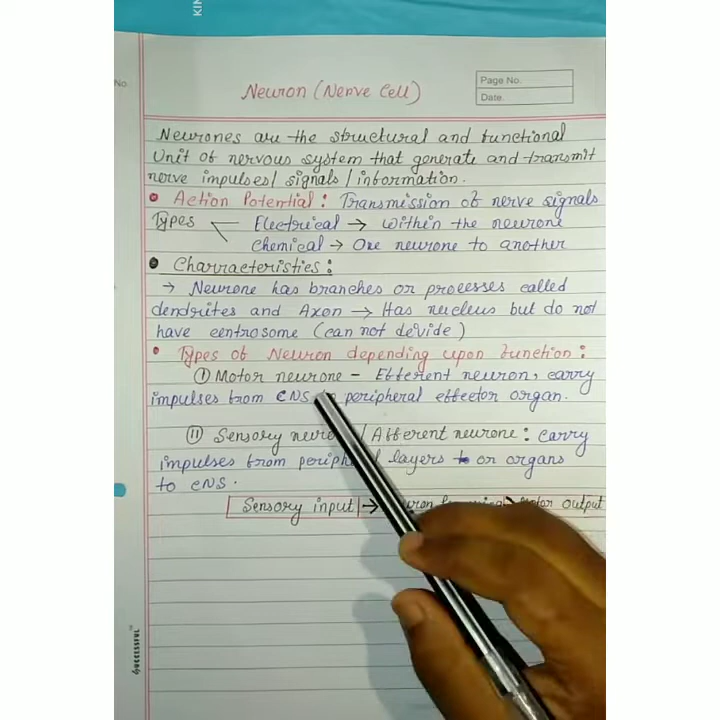 KIN
No
Neuron (Nerve Cell)
Page No.
Date
Neurones are the structural and functional
Unit of nervous system that generate and transmit
nerve impulses/ signals / information.
• Action Potential : Transmission of nerve signals
Types Electrical → Within the neurone
Chemical → One neurone to another
• Charracteristics :
→ Neurone has branches or processes called
dendrites and Axon → Has nucleus but do not
have centrosome (can not devide)
• Types of Neuron depending upon function :
(I) Motor neurone - Efferent neuron, carry
impulses from CNS peripheral effector organ.
(II) Sensory / Afferent neurone : carry
impulses from layers or organs
to CNS.
Sensory input → output
SUCCESSFUL